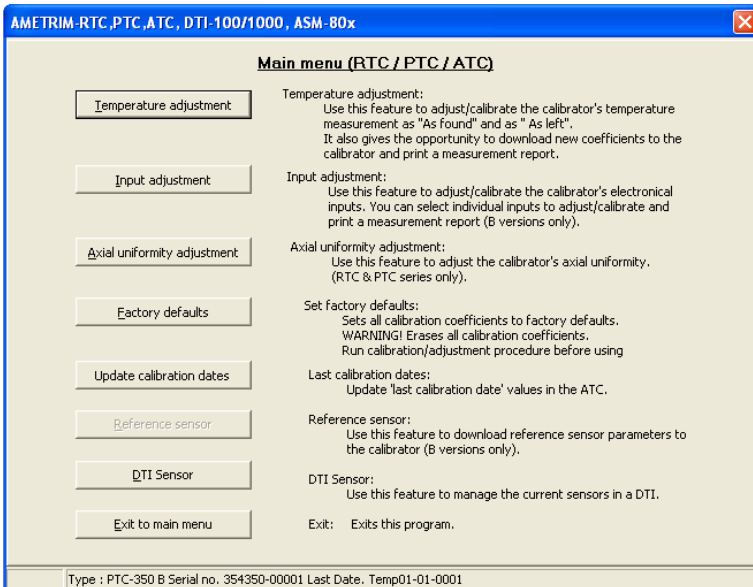 AMETRIM-RTC,PTC,ATC, DTI-100/1000, ASM-80x
Main menu (RTC / PTC / ATC)
Temperature adjustment
Temperature adjustment:
Use this feature to adjust/calibrate the calibrator's temperature
measurement as "As found" and as " As left".
It also gives the opportunity to download new coefficients to the
calibrator and print a measurement report.
Input adjustment
Input adjustment:
Use this feature to adjust/calibrate the calibrator's electronical
inputs. You can select individual inputs to adjust/calibrate and
print a measurement report (B versions only).
Axial uniformity adjustment
Axial uniformity adjustment:
Use this feature to adjust the calibrator's axial uniformity.
(RTC & PTC series only).
Factory defaults
Set factory defaults:
Sets all calibration coefficients to factory defaults.
WARNING! Erases all calibration coefficients.
Run calibration/adjustment procedure before using
Update calibration dates
Last calibration dates:
Update 'last calibration date' values in the ATC.
Reference sensor
Reference sensor:
Use this feature to download reference sensor parameters to
the calibrator (B versions only).
DTI Sensor
DTI Sensor:
Use this feature to manage the current sensors in a DTI.
Exit to main menu
Exit: Exits this program.
Type : PTC-350 B Serial no. 354350-00001 Last Date. Temp01-01-0001